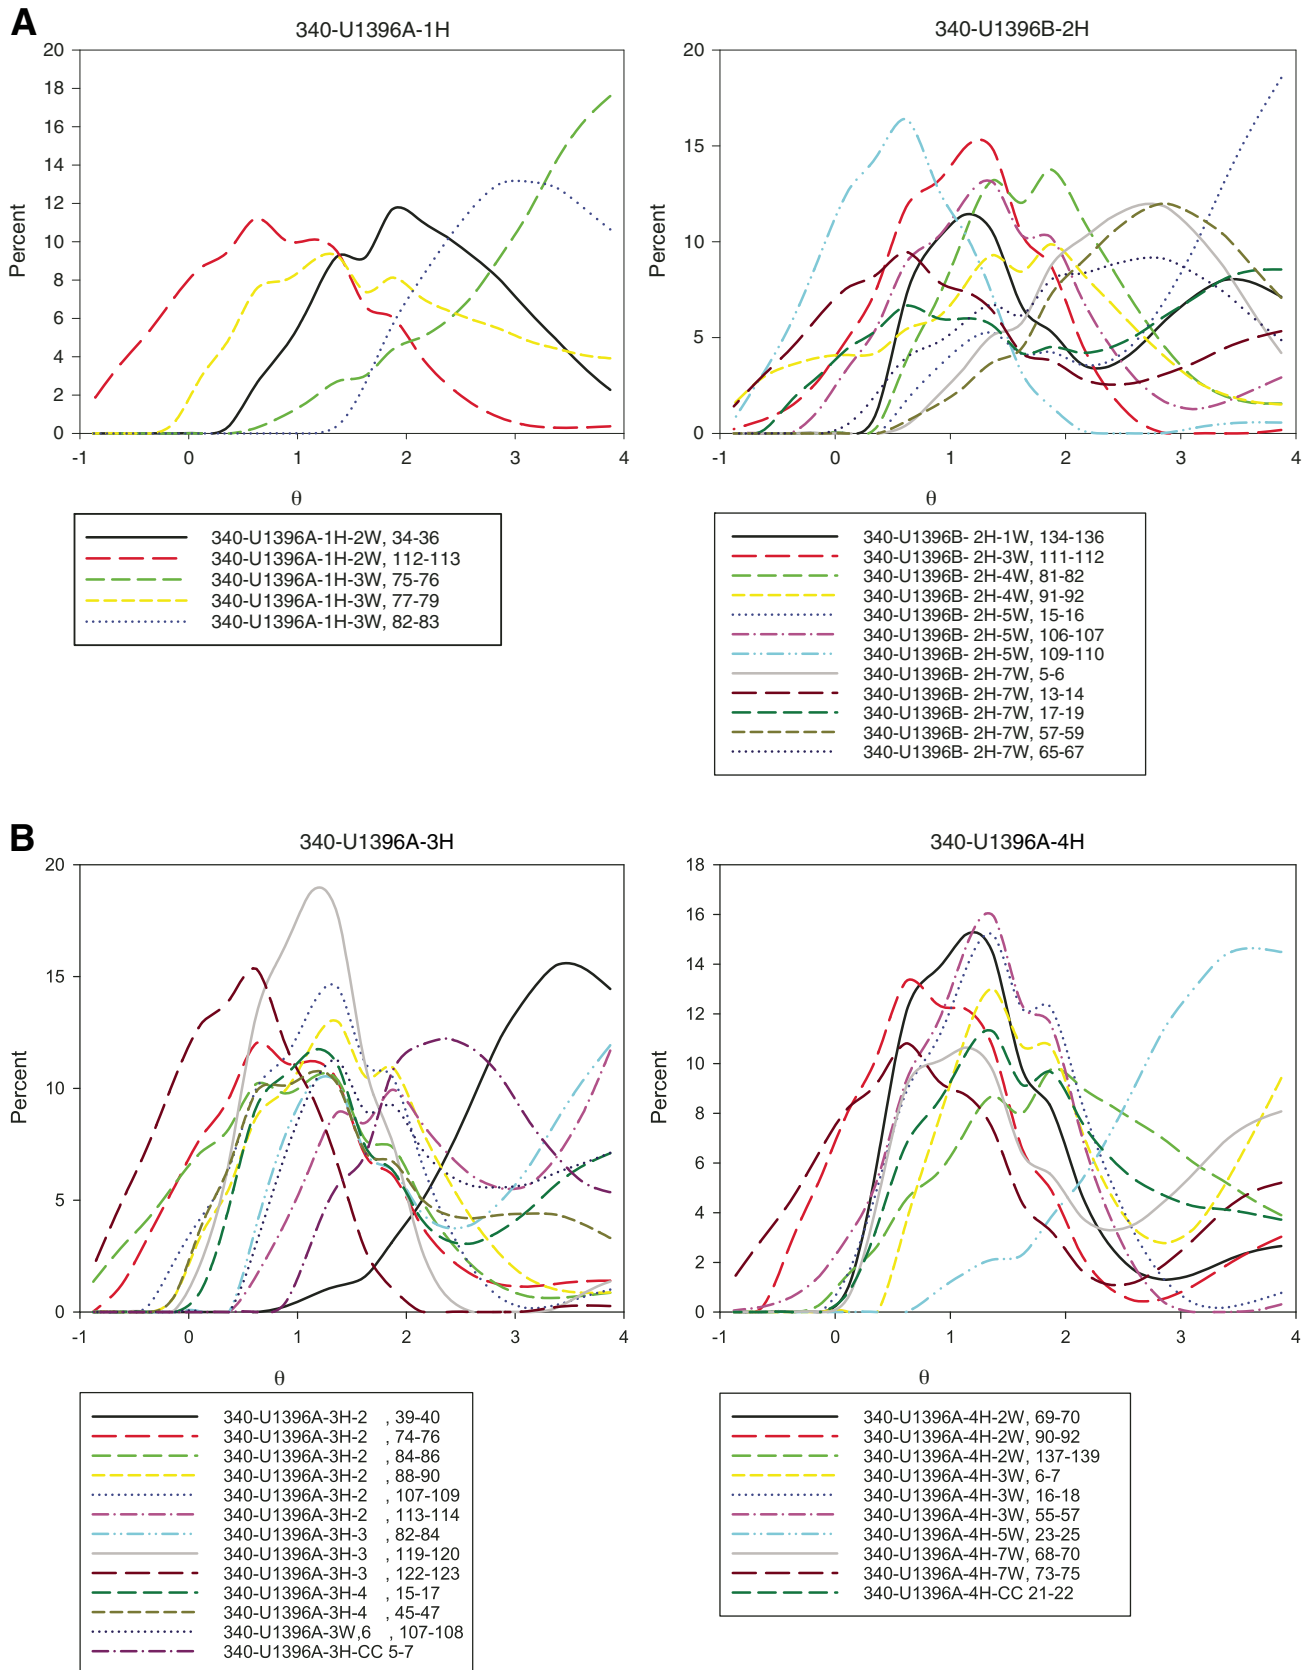 A
340-U1396A-1H
20
18
16
14
12
10
8
6
4
2
0
Percent
-1 0 1 2 3 4
θ
340-U1396A-1H-2W, 34-36
340-U1396A-1H-2W, 112-113
340-U1396A-1H-3W, 75-76
340-U1396A-1H-3W, 77-79
340-U1396A-1H-3W, 82-83
340-U1396B-2H
20
15
10
5
0
Percent
-1 0 1 2 3 4
θ
340-U1396B- 2H-1W, 134-136
340-U1396B- 2H-3W, 111-112
340-U1396B- 2H-4W, 81-82
340-U1396B- 2H-4W, 91-92
340-U1396B- 2H-5W, 15-16
340-U1396B- 2H-5W, 106-107
340-U1396B- 2H-5W, 109-110
340-U1396B- 2H-7W, 5-6
340-U1396B- 2H-7W, 13-14
340-U1396B- 2H-7W, 17-19
340-U1396B- 2H-7W, 57-59
340-U1396B- 2H-7W, 65-67
B
340-U1396A-3H
20
15
10
5
0
Percent
-1 0 1 2 3 4
θ
340-U1396A-3H-2 , 39-40
340-U1396A-3H-2 , 74-76
340-U1396A-3H-2 , 84-86
340-U1396A-3H-2 , 88-90
340-U1396A-3H-2 , 107-109
340-U1396A-3H-2 , 113-114
340-U1396A-3H-3 , 82-84
340-U1396A-3H-3 , 119-120
340-U1396A-3H-3 , 122-123
340-U1396A-3H-4 , 15-17
340-U1396A-3H-4 , 45-47
340-U1396A-3W,6 , 107-108
340-U1396A-3H-CC 5-7
340-U1396A-4H
18
16
14
12
10
8
6
4
2
0
Percent
-1 0 1 2 3 4
θ
340-U1396A-4H-2W, 69-70
340-U1396A-4H-2W, 90-92
340-U1396A-4H-2W, 137-139
340-U1396A-4H-3W, 6-7
340-U1396A-4H-3W, 16-18
340-U1396A-4H-3W, 55-57
340-U1396A-4H-5W, 23-25
340-U1396A-4H-7W, 68-70
340-U1396A-4H-7W, 73-75
340-U1396A-4H-CC 21-22